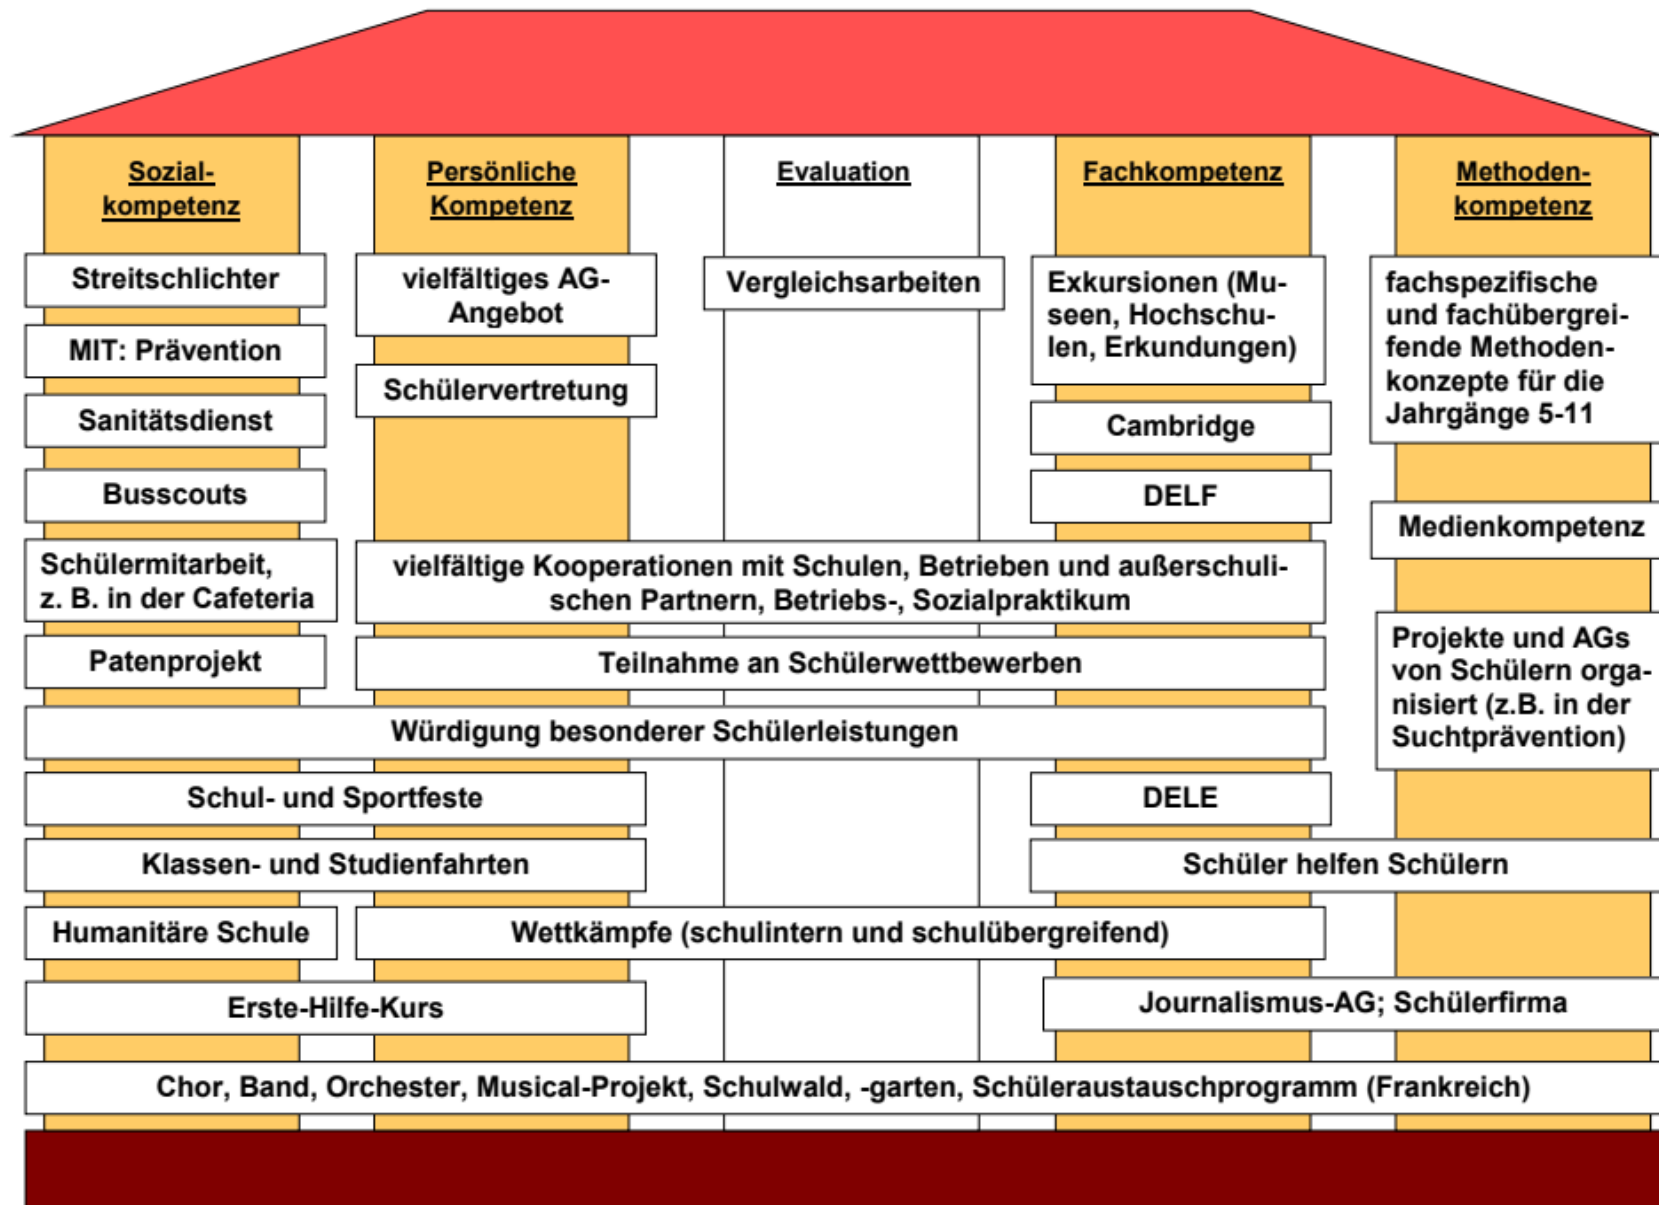 Sozial-
kompetenz
Persönliche
Kompetenz
Evaluation
Fachkompetenz
Methoden-
kompetenz
Streitschlichter
MIT: Prävention
Sanitätsdienst
Busscouts
Schülermitarbeit,
z. B. in der Cafeteria
Patenprojekt
vielfältiges AG-
Angebot
Schülervertretung
Vergleichsarbeiten
Exkursionen (Mu-
seen, Hochschu-
len, Erkundungen)
Cambridge
DELF
fachspezifische
und fachübergrei-
fende Methoden-
konzepte für die
Jahrgänge 5-11
Medienkompetenz
vielfältige Kooperationen mit Schulen, Betrieben und außerschuli-
schen Partnern, Betriebs-, Sozialpraktikum
Teilnahme an Schülerwettbewerben
Projekte und AGs
von Schülern orga-
nisiert (z.B. in der
Suchtprävention)
Würdigung besonderer Schülerleistungen
Schul- und Sportfeste
DELE
Klassen- und Studienfahrten
Schüler helfen Schülern
Humanitäre Schule
Wettkämpfe (schulintern und schulübergreifend)
Erste-Hilfe-Kurs
Journalismus-AG; Schülerfirma
Chor, Band, Orchester, Musical-Projekt, Schulwald, -garten, Schüleraustauschprogramm (Frankreich)